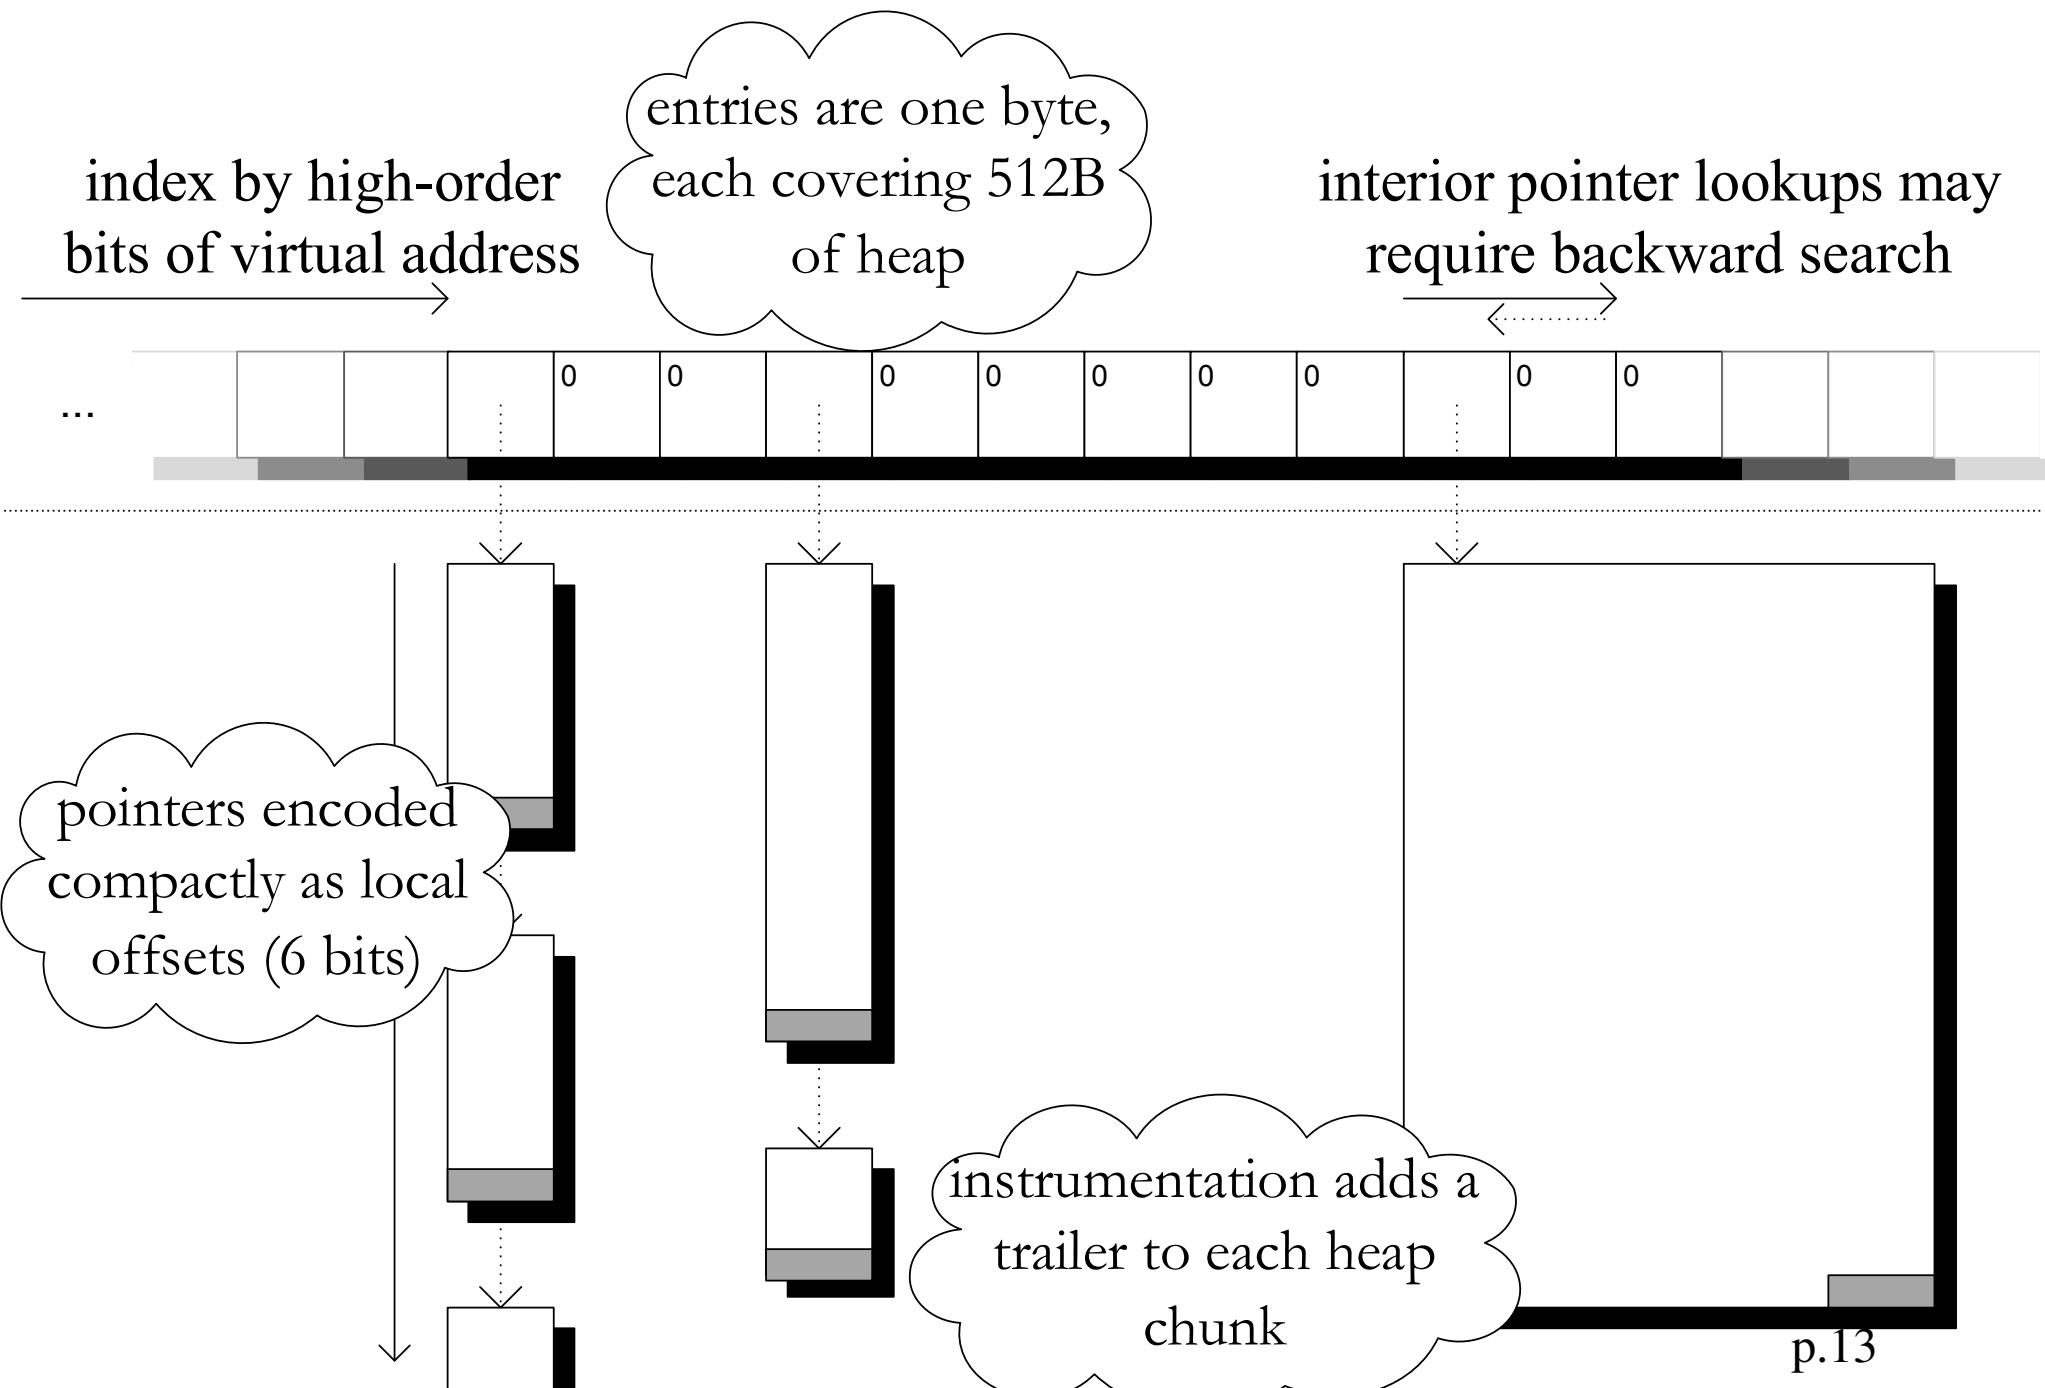 entries are one byte,
each covering 512B
of heap
index by high-order
bits of virtual address
interior pointer lookups may
require backward search
...
0 0 0 0 0 0 0 0 0
pointers encoded
compactly as local
offsets (6 bits)
instrumentation adds a
trailer to each heap
chunk
p.13